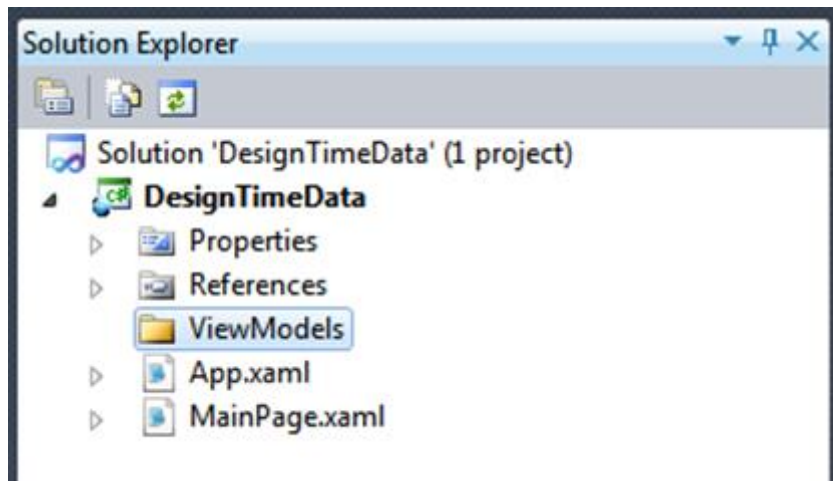 Solution Explorer
Solution 'DesignTimeData' (1 project)
C# DesignTimeData
Properties
References
ViewModels
App.xaml
MainPage.xaml